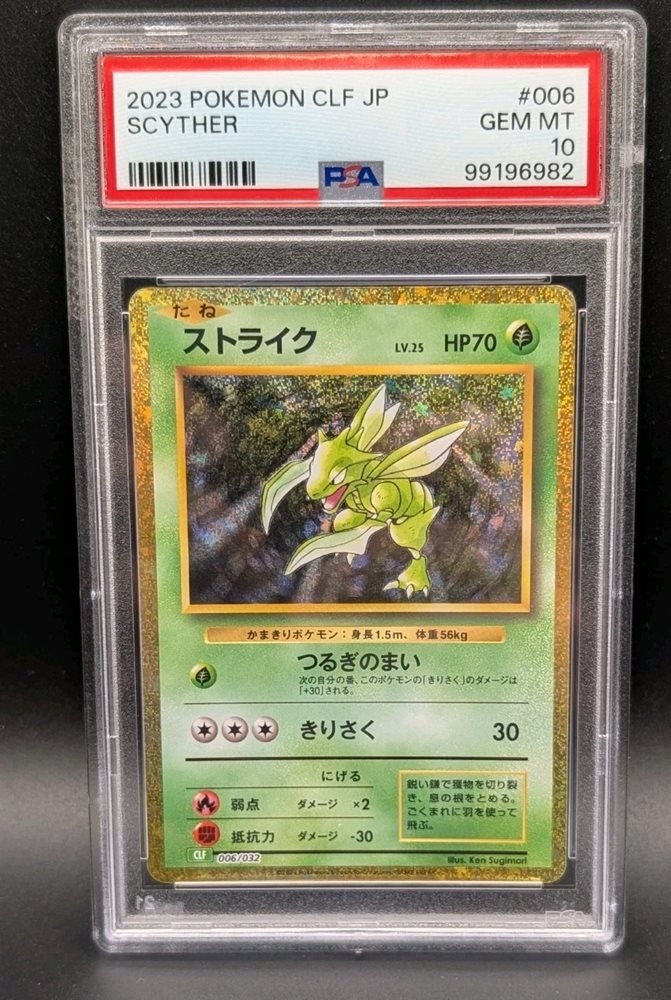 2023 POKEMON CLF JP #006
SCYTHER GEM MT
10
PSA 99196982
たね
ストライク LV.25 HP70
かまきりポケモン：身長1.5m、体重56kg
つるぎのまい
次の自分の番、このポケモンの「きりさく」のダメージは
「+30」される。
きりさく 30
にげる
弱点 ダメージ ×2
抵抗力 ダメージ -30
鋭い鎌で獲物を切り裂
き、息の根をとめる。
ごくまれに羽を使って
飛ぶ。
CLF 006/032
Illus. Ken Sugimori